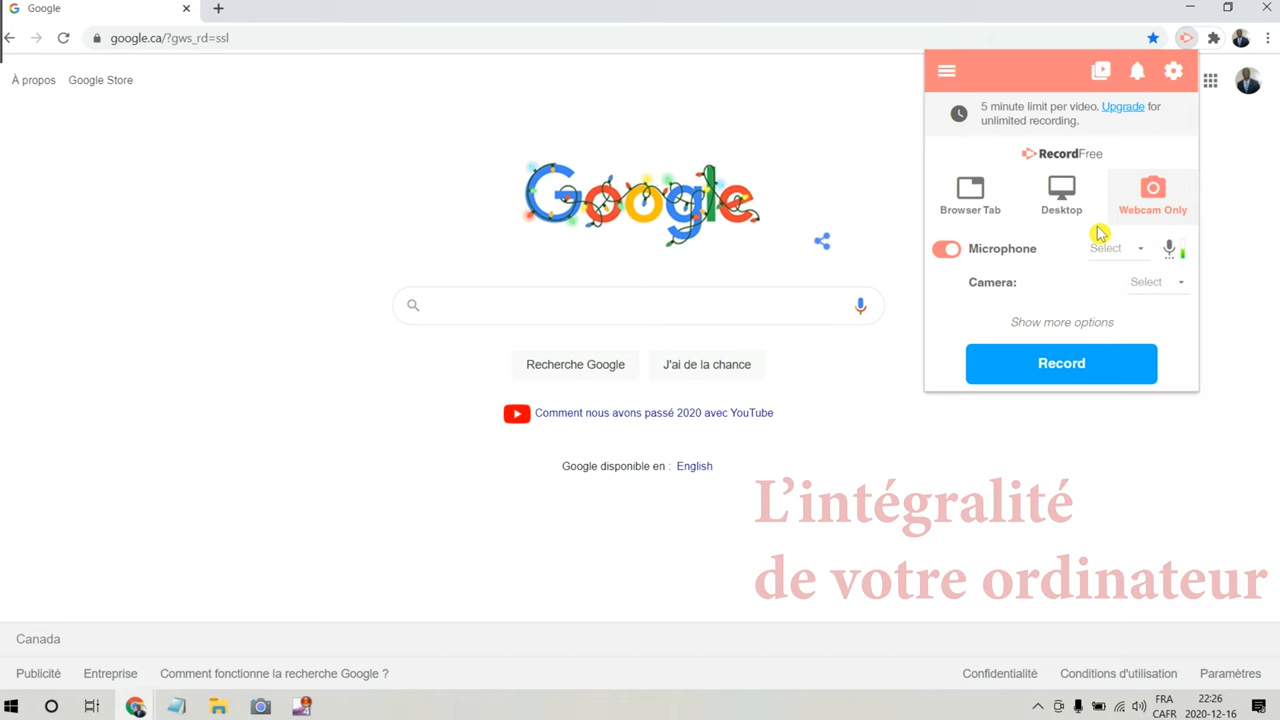 Google
google.ca/?gws_rd=ssl
À propos
Google Store
5 minute limit per video. Upgrade for
unlimited recording.
RecordFree
Browser Tab
Desktop
Webcam Only
Microphone
Select
Camera:
Select
Show more options
Record
Google
Recherche Google
J'ai de la chance
Comment nous avons passé 2020 avec YouTube
Google disponible en : English
L'intégralité
de votre ordinateur
Canada
Publicité
Entreprise
Comment fonctionne la recherche Google ?
Confidentialité
Conditions d'utilisation
Paramètres
FRA
CAFR
22:26
2020-12-16